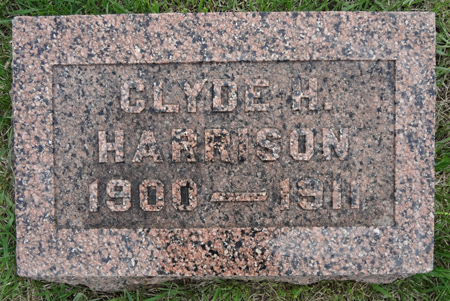 CLYDE H.
HARRISON
1900 — 1911